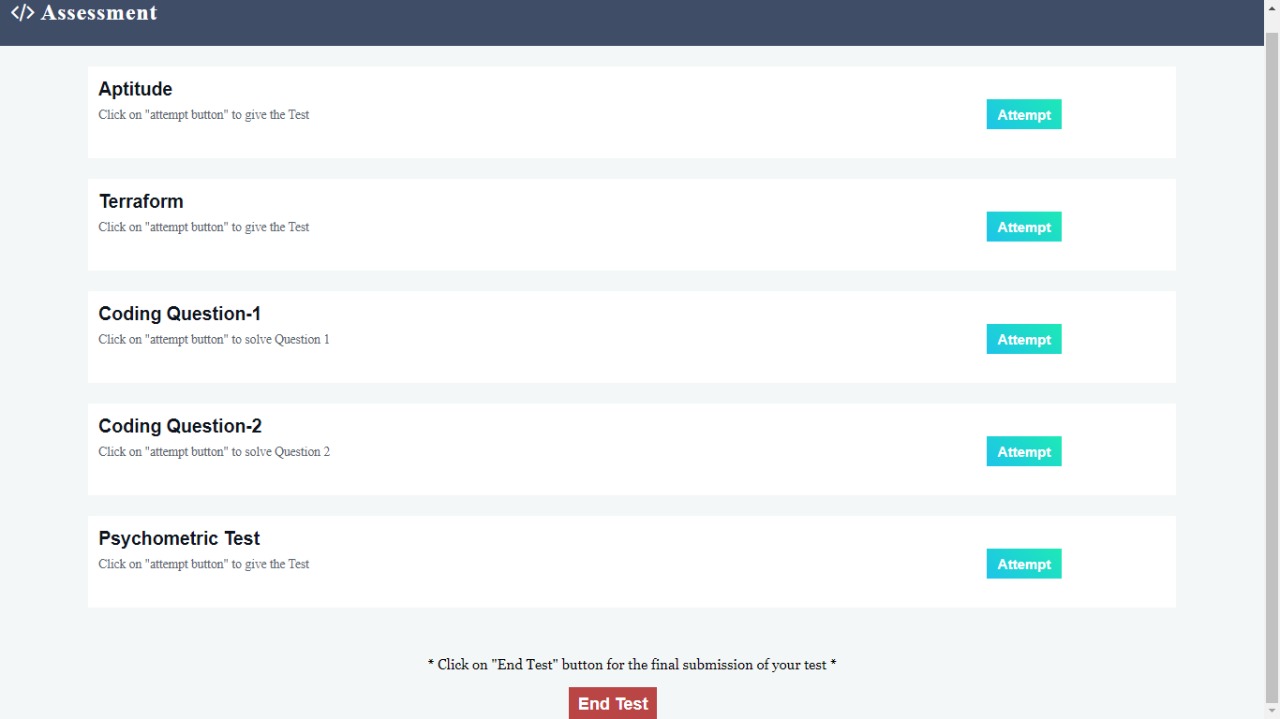 </> Assessment
Aptitude
Click on "attempt button" to give the Test
Attempt
Terraform
Click on "attempt button" to give the Test
Attempt
Coding Question-1
Click on "attempt button" to solve Question 1
Attempt
Coding Question-2
Click on "attempt button" to solve Question 2
Attempt
Psychometric Test
Click on "attempt button" to give the Test
Attempt
* Click on "End Test" button for the final submission of your test *
End Test